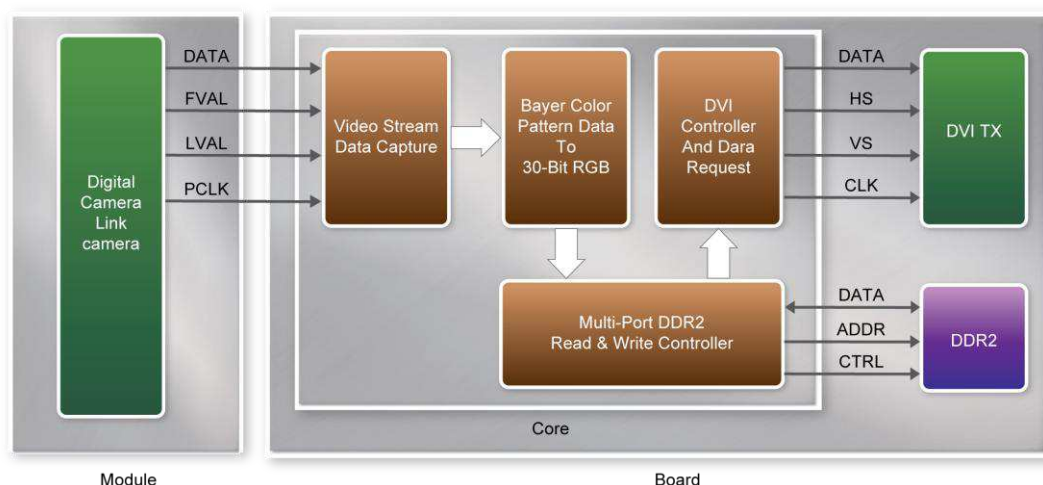 Digital
Camera
Link
camera
DATA
FVAL
LVAL
PCLK
Video Stream
Data Capture
Bayer Color
Pattern Data
To
30-Bit RGB
DVI
Controller
And Dara
Request
DATA
HS
VS
CLK
DVI TX
Multi-Port DDR2
Read & Write Controller
DATA
ADDR
CTRL
DDR2
Core
Module
Board